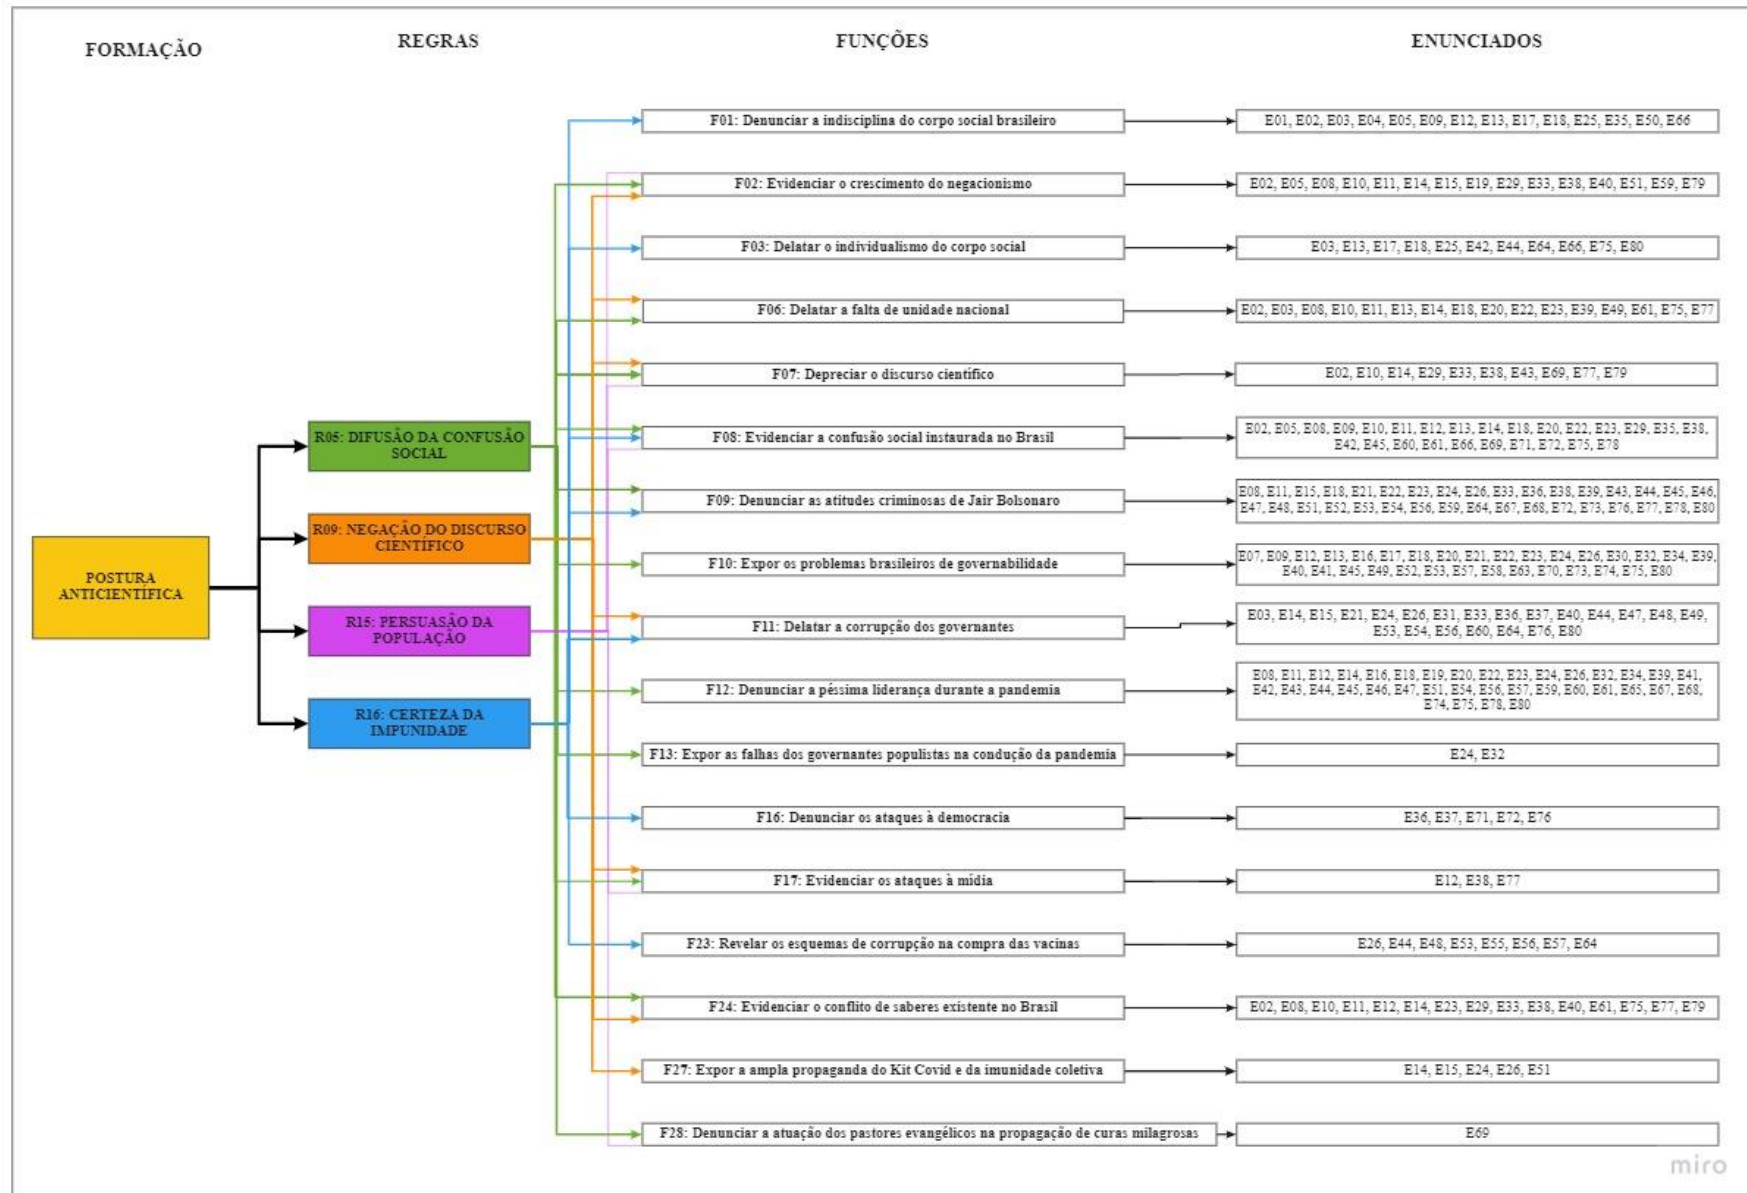 FORMAÇÃO
REGRAS
FUNÇÕES
ENUNCIADOS
POSTURA
ANTICIENTÍFICA
R05: DIFUSÃO DA CONFUSÃO
SOCIAL
R09: NEGAÇÃO DO DISCURSO
CIENTÍFICO
R15: PERSUASÃO DA
POPULAÇÃO
R16: CERTEZA DA
IMPUNIDADE
F01: Denunciar a indisciplina do corpo social brasileiro
E01, E02, E03, E04, E05, E09, E12, E13, E17, E18, E25, E35, E50, E66
F02: Evidenciar o crescimento do negacionismo
E02, E05, E08, E10, E11, E14, E15, E19, E29, E33, E38, E40, E51, E59, E79
F03: Delatar o individualismo do corpo social
E03, E13, E17, E18, E25, E42, E44, E64, E66, E75, E80
F06: Delatar a falta de unidade nacional
E02, E03, E08, E10, E11, E13, E14, E18, E20, E22, E23, E39, E49, E61, E75, E77
F07: Depreciar o discurso científico
E02, E10, E14, E29, E33, E38, E43, E69, E77, E79
F08: Evidenciar a confusão social instaurada no Brasil
E02, E05, E08, E09, E10, E11, E12, E13, E14, E18, E20, E22, E23, E29, E35, E38,
E42, E45, E60, E61, E66, E69, E71, E72, E75, E78
F09: Denunciar as atitudes criminosas de Jair Bolsonaro
E08, E11, E15, E18, E21, E22, E23, E24, E26, E33, E36, E38, E39, E43, E44, E45, E46,
E47, E48, E51, E52, E53, E54, E56, E59, E64, E67, E68, E72, E73, E76, E77, E78, E80
F10: Expor os problemas brasileiros de governabilidade
E07, E09, E12, E13, E16, E17, E18, E20, E21, E22, E23, E24, E26, E30, E32, E34, E39,
E40, E41, E45, E49, E52, E53, E57, E58, E63, E70, E73, E74, E75, E80
F11: Delatar a corrupção dos governantes
E03, E14, E15, E21, E24, E26, E31, E33, E36, E37, E40, E44, E47, E48, E49,
E53, E54, E56, E60, E64, E76, E80
F12: Denunciar a péssima liderança durante a pandemia
E08, E11, E12, E14, E16, E18, E19, E20, E22, E23, E24, E26, E32, E34, E39, E41,
E42, E43, E44, E45, E46, E47, E51, E54, E56, E57, E59, E60, E61, E65, E67, E68,
E74, E75, E78, E80
F13: Expor as falhas dos governantes populistas na condução da pandemia
E24, E32
F16: Denunciar os ataques à democracia
E36, E37, E71, E72, E76
F17: Evidenciar os ataques à mídia
E12, E38, E77
F23: Revelar os esquemas de corrupção na compra das vacinas
E26, E44, E48, E53, E55, E56, E57, E64
F24: Evidenciar o conflito de saberes existente no Brasil
E02, E08, E10, E11, E12, E14, E23, E29, E33, E38, E40, E61, E75, E77, E79
F27: Expor a ampla propaganda do Kit Covid e da imunidade coletiva
E14, E15, E24, E26, E51
F28: Denunciar a atuação dos pastores evangélicos na propagação de curas milagrosas
E69
miro